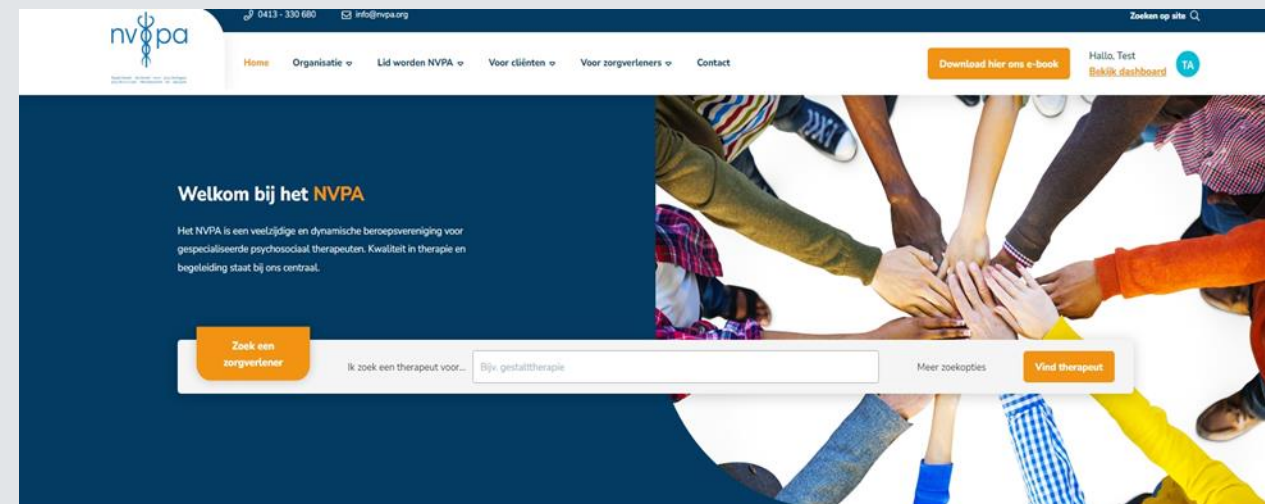 0413 - 330 680 info@nvpa.org Zoeken op site
nvpa
Home Organisatie Lid worden NVPA Voor cliënten Voor zorgverleners Contact
Download hier ons e-book
Hallo, Test
Bekijk dashboard
TA
Welkom bij het NVPA
Het NVPA is een veelzijdige en dynamische beroepsvereniging voor
gespecialiseerde psychosociaal therapeuten. Kwaliteit in therapie en
begeleiding staat bij ons centraal.
Zoek een
zorgverlener
Ik zoek een therapeut voor... Bijv. gestalttherapie Meer zoekopties Vind therapeut